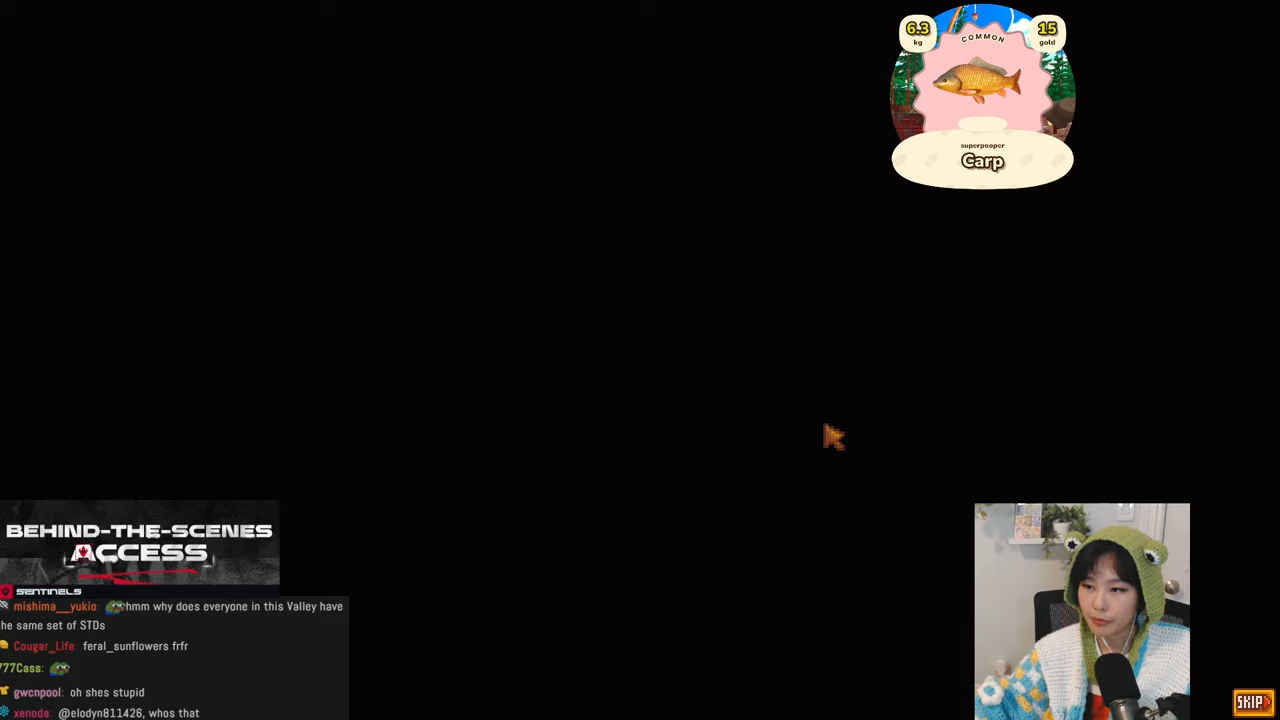 6.3
kg
COMMON
15
gold
superpooper
Carp
BEHIND-THE-SCENES
ACCESS
SENTINELS
mishima__yukio: hmm why does everyone in this Valley have
the same set of STDs
Cougar_Life: feral_sunflowers frfr
777Cass:
gwcnpool: oh shes stupid
xenoda: @elodyn811426, whos that
SKIP